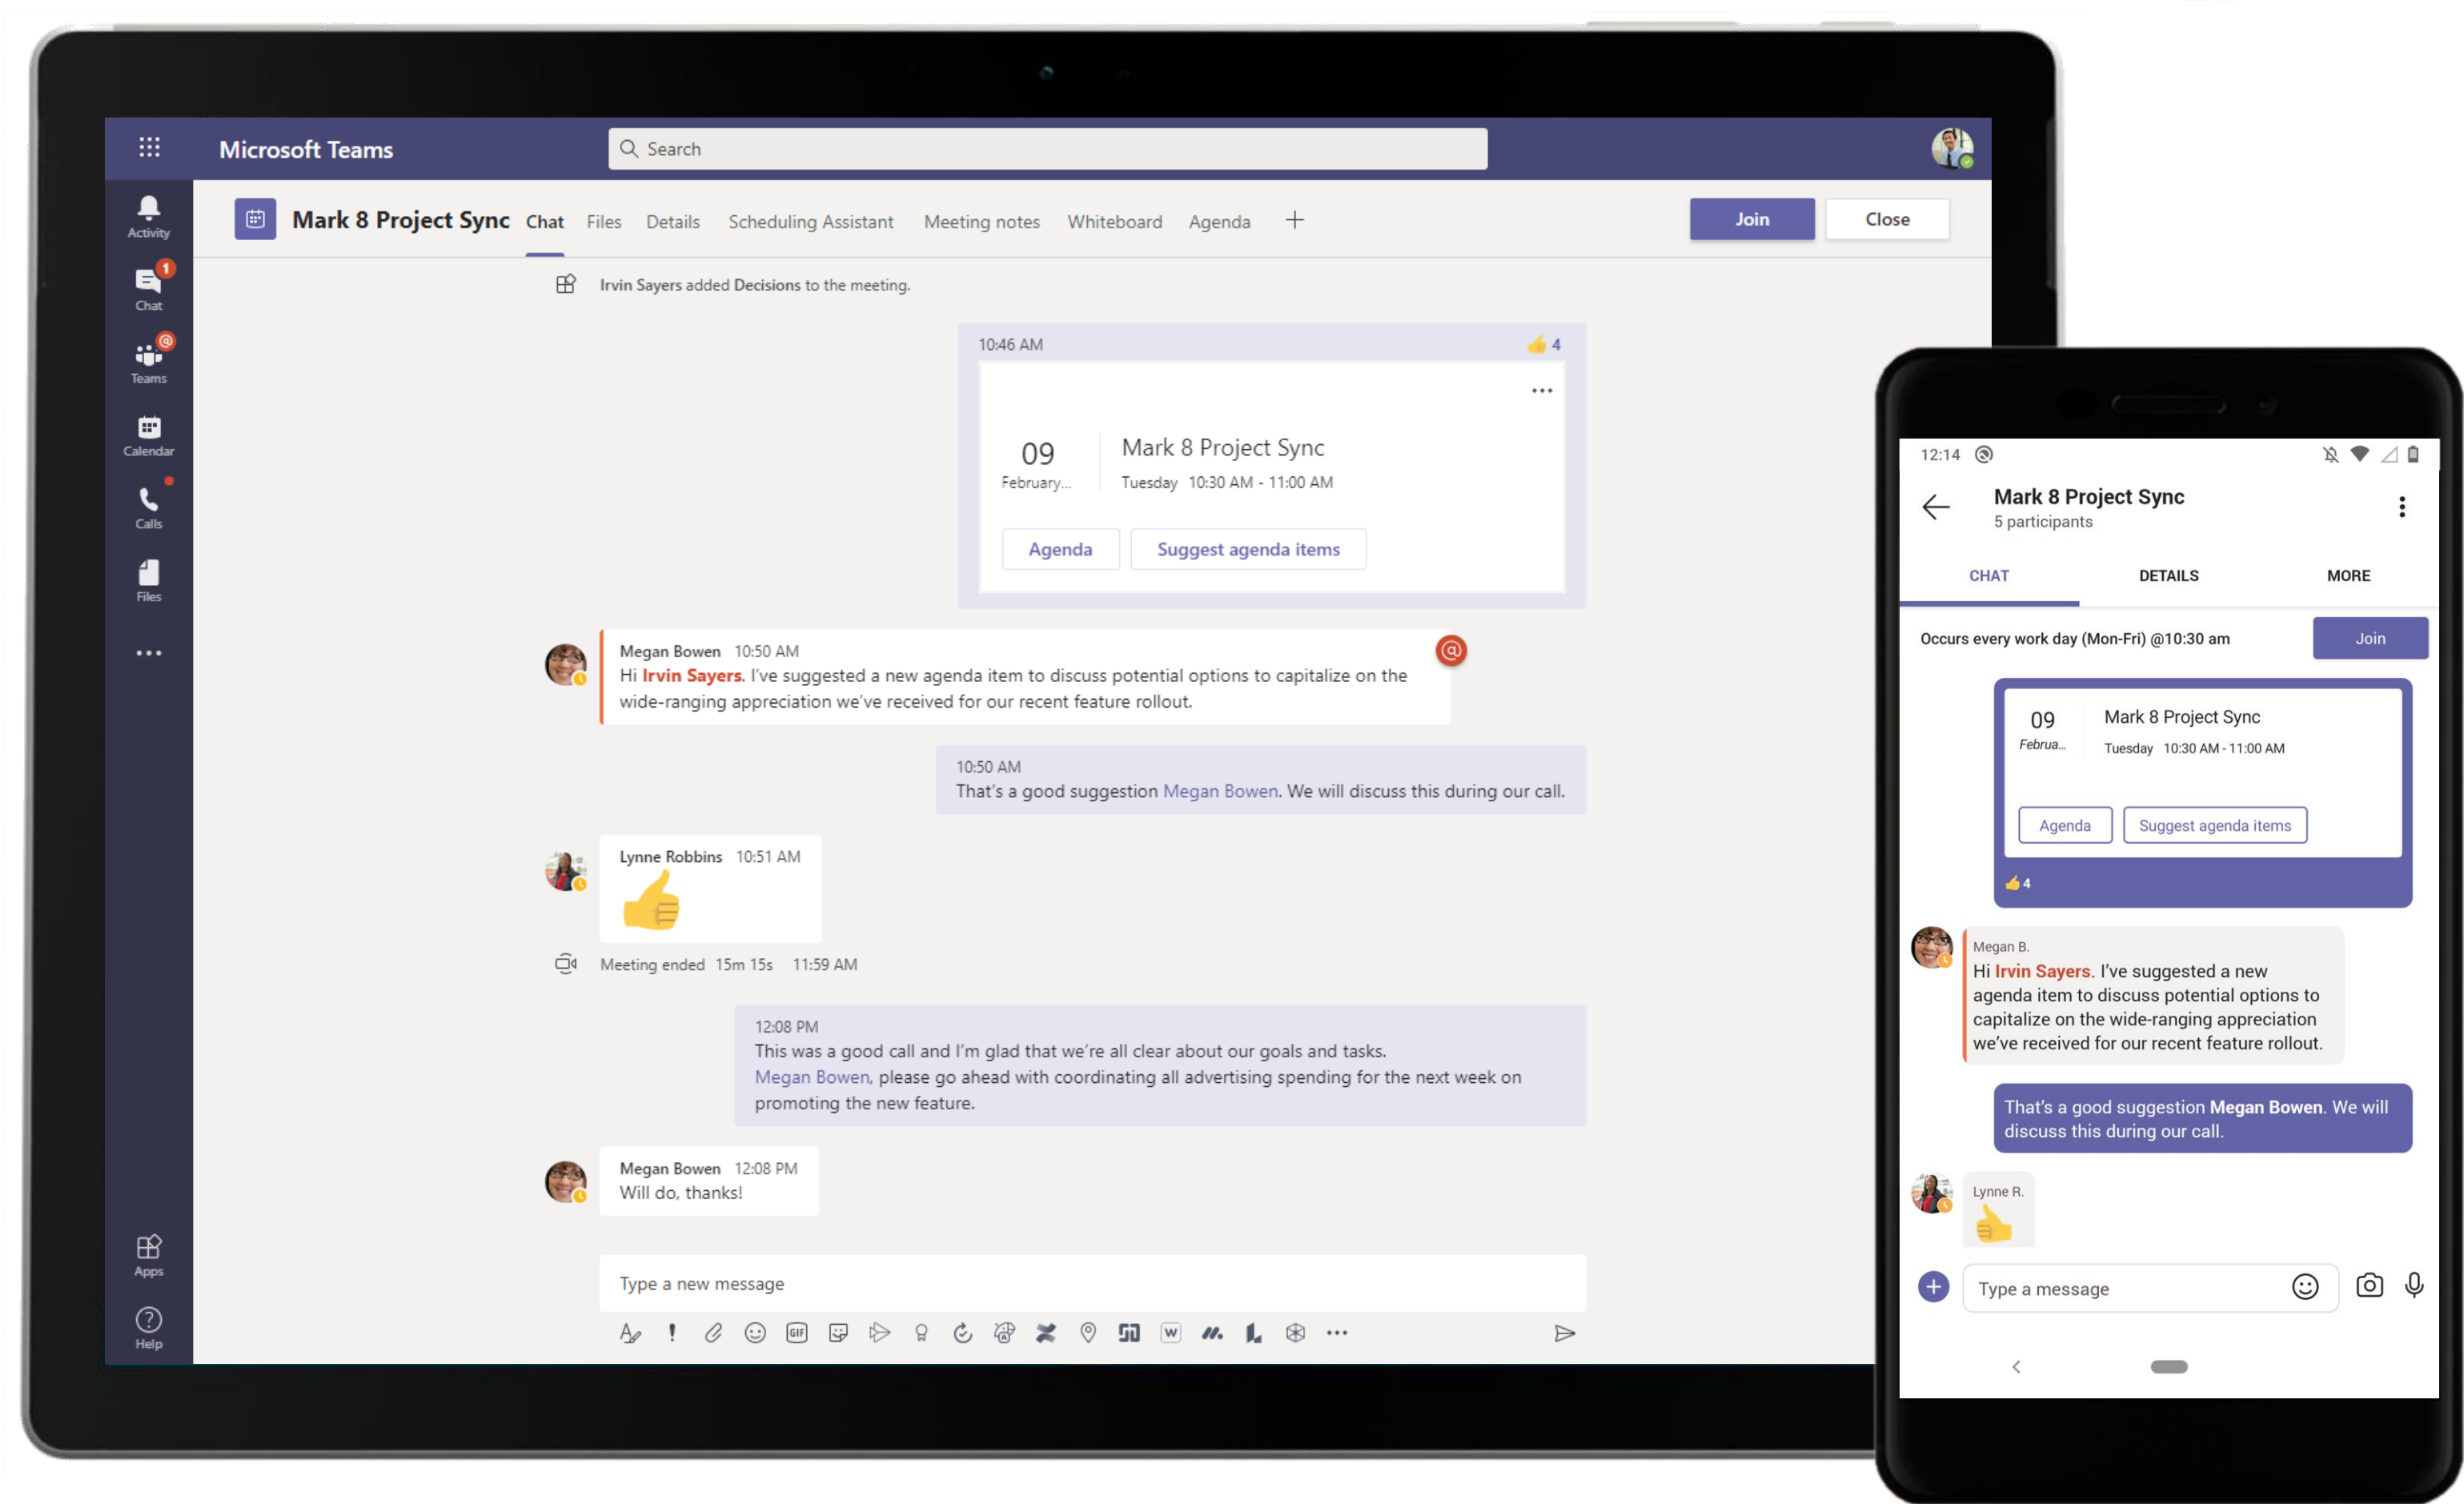 Microsoft Teams
Search
Activity
1
Chat
@
Teams
Calendar
Calls
Files
Apps
Help
Mark 8 Project Sync Chat Files Details Scheduling Assistant Meeting notes Whiteboard Agenda +
Join Close
Irvin Sayers added Decisions to the meeting.
10:46 AM 👍 4
09 Mark 8 Project Sync
February... Tuesday 10:30 AM - 11:00 AM
Agenda Suggest agenda items
Megan Bowen 10:50 AM @
Hi Irvin Sayers. I've suggested a new agenda item to discuss potential options to capitalize on the
wide-ranging appreciation we've received for our recent feature rollout.
10:50 AM
That's a good suggestion Megan Bowen. We will discuss this during our call.
Lynne Robbins 10:51 AM
👍
Meeting ended 15m 15s 11:59 AM
12:08 PM
This was a good call and I'm glad that we're all clear about our goals and tasks.
Megan Bowen, please go ahead with coordinating all advertising spending for the next week on
promoting the new feature.
Megan Bowen 12:08 PM
Will do, thanks!
Type a new message
GIF
W
12:14
Mark 8 Project Sync
5 participants
CHAT DETAILS MORE
Occurs every work day (Mon-Fri) @10:30 am Join
09 Mark 8 Project Sync
Februa... Tuesday 10:30 AM - 11:00 AM
Agenda Suggest agenda items
👍 4
Megan B.
Hi Irvin Sayers. I've suggested a new
agenda item to discuss potential options to
capitalize on the wide-ranging appreciation
we've received for our recent feature rollout.
That's a good suggestion Megan Bowen. We will
discuss this during our call.
Lynne R.
👍
Type a message